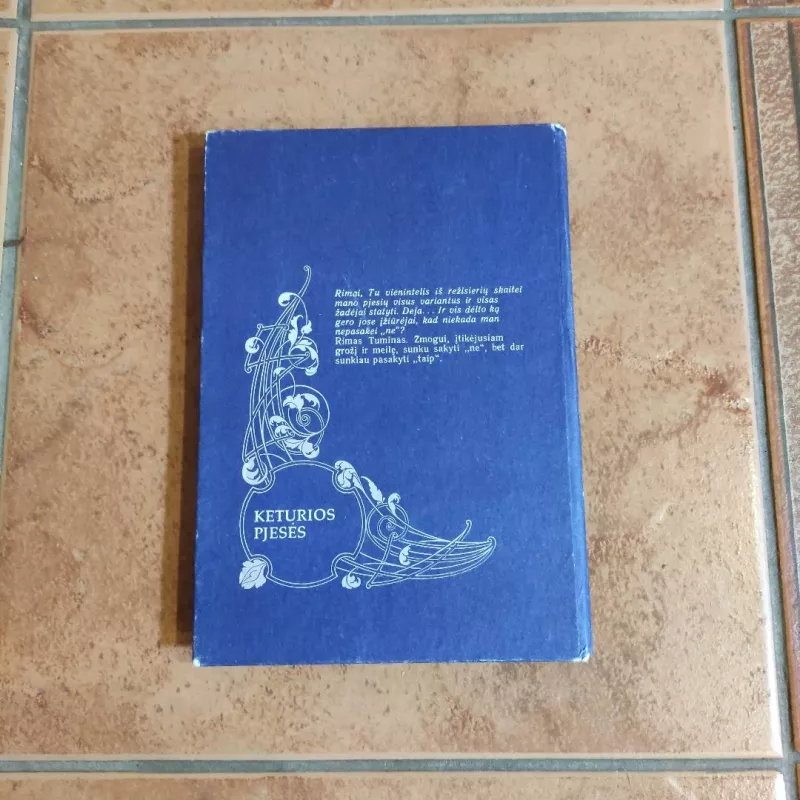 Rimai, Tu vienintelis iš režisierių skaitei
mano pjesių visus variantus ir visas
žadėjai statyti. Deja... Ir vis dėlto ką
gero jose įžiūrėjai, kad niekada man
nepasakei „ne“?
Rimas Tuminas. Žmogui, įtikėjusiam
grožį ir meilę, sunku sakyti „ne“, bet dar
sunkiau pasakyti „taip“.
KETURIOS
PJESĖS